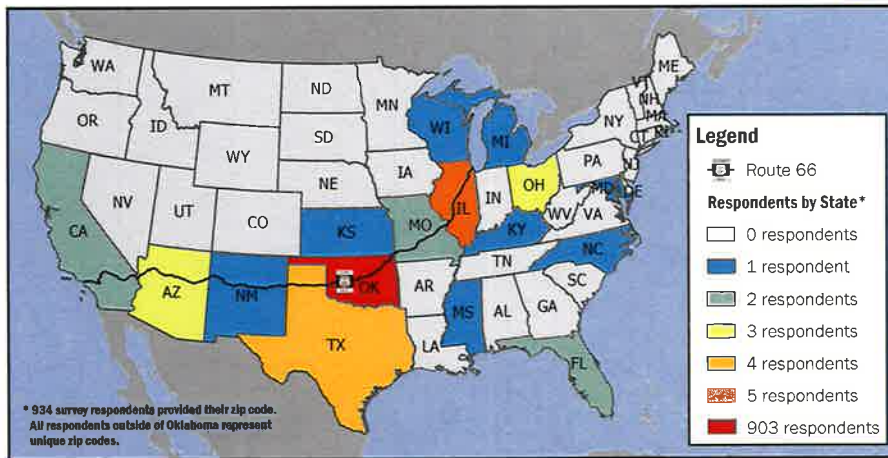 WA
MT
ND
MN
ME
VT
NH
MA
RI
CT
NY
OR
ID
SD
WI
MI
WY
IA
PA
NJ
NE
OH
NV
UT
CO
IL
IN
MD
DE
WV
VA
CA
KS
MO
KY
NC
AZ
NM
OK
AR
TN
SC
TX
LA
MS
AL
GA
FL
* 934 survey respondents provided their zip code.
All respondents outside of Oklahoma represent
unique zip codes.
Legend
Route 66
Respondents by State*
0 respondents
1 respondent
2 respondents
3 respondents
4 respondents
5 respondents
903 respondents